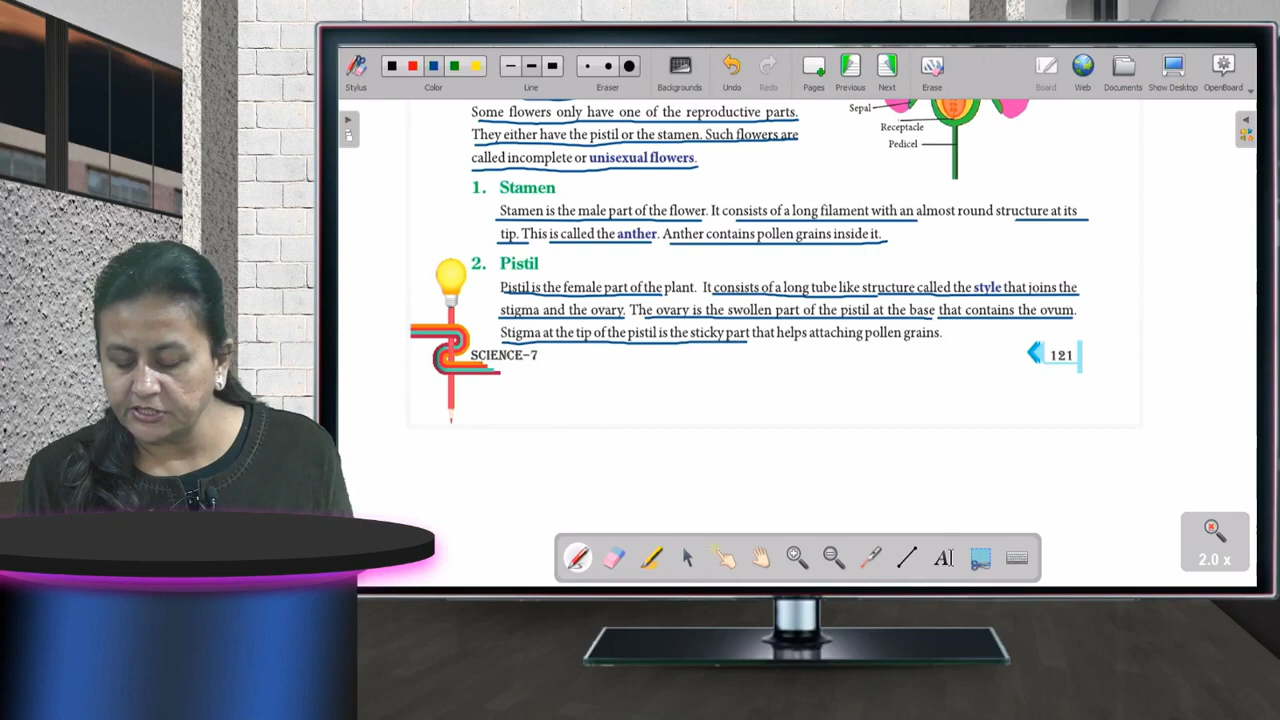 Stylus
Color
Line
Eraser
Backgrounds
Undo
Redo
Pages
Previous
Next
Erase
Board
Web
Documents
Show Desktop
OpenBoard
Some flowers only have one of the reproductive parts.
They either have the pistil or the stamen. Such flowers are
called incomplete or unisexual flowers.
Sepal
Receptacle
Pedicel
1. Stamen
Stamen is the male part of the flower. It consists of a long filament with an almost round structure at its
tip. This is called the anther. Anther contains pollen grains inside it.
2. Pistil
Pistil is the female part of the plant. It consists of a long tube like structure called the style that joins the
stigma and the ovary. The ovary is the swollen part of the pistil at the base that contains the ovum.
Stigma at the tip of the pistil is the sticky part that helps attaching pollen grains.
SCIENCE–7
121
AI
2.0 x